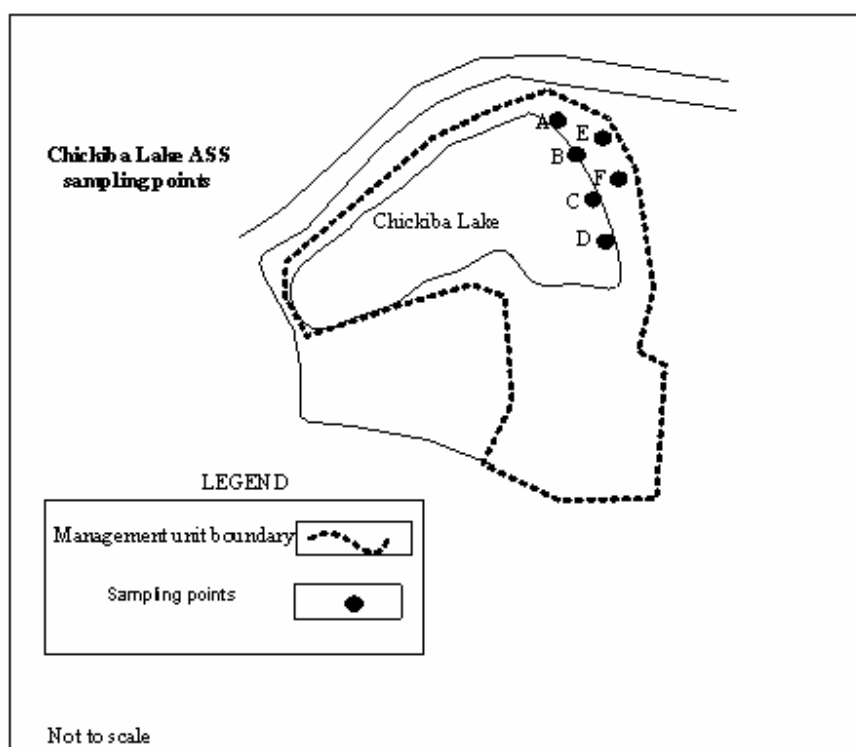 Chickiba Lake ASS
sampling points
A
E
B
F
C
Chickiba Lake
D
LEGEND
Management unit boundary
Sampling points
Not to scale